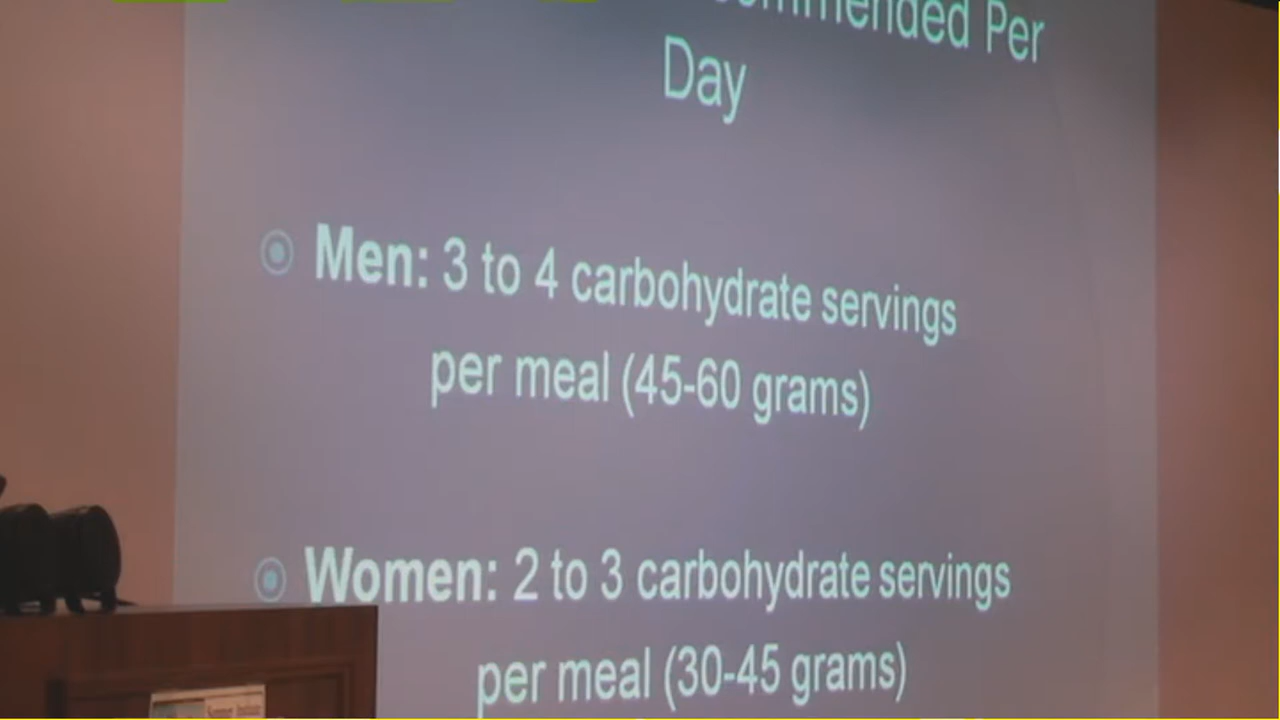 Per
Day
Men: 3 to 4 carbohydrate servings
per meal (45-60 grams)
Women: 2 to 3 carbohydrate servings
per meal (30-45 grams)